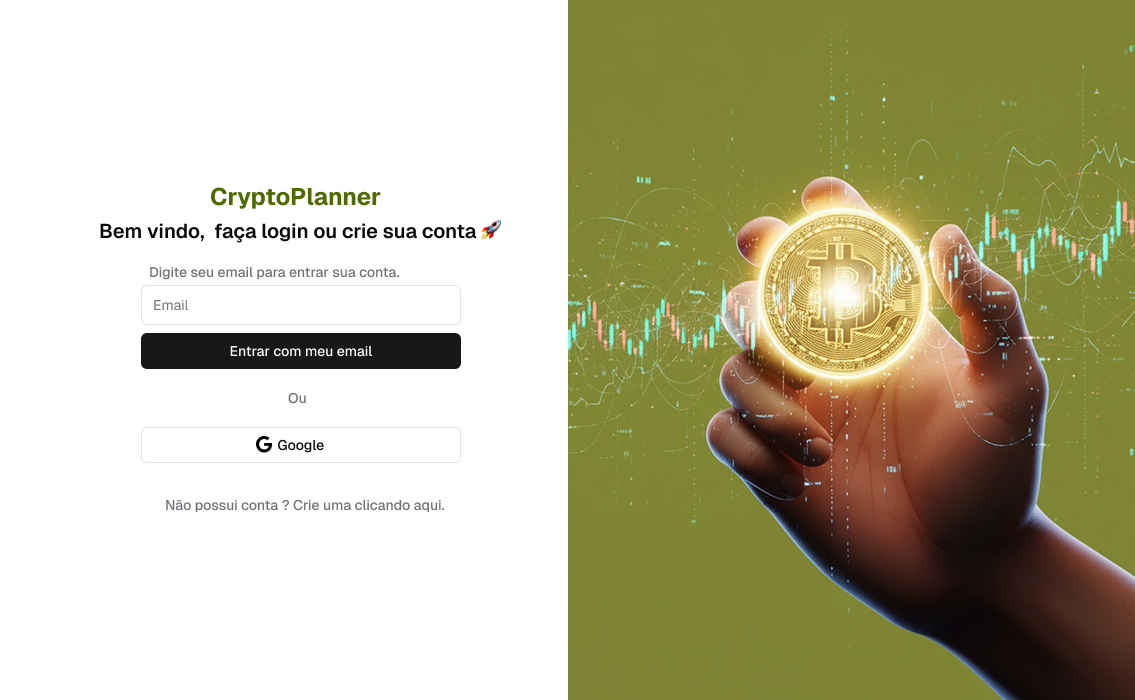 CryptoPlanner
Bem vindo,  faça login ou crie sua conta 🚀
Digite seu email para entrar sua conta.
Email
Entrar com meu email
Ou
Google
Não possui conta ? Crie uma clicando aqui.